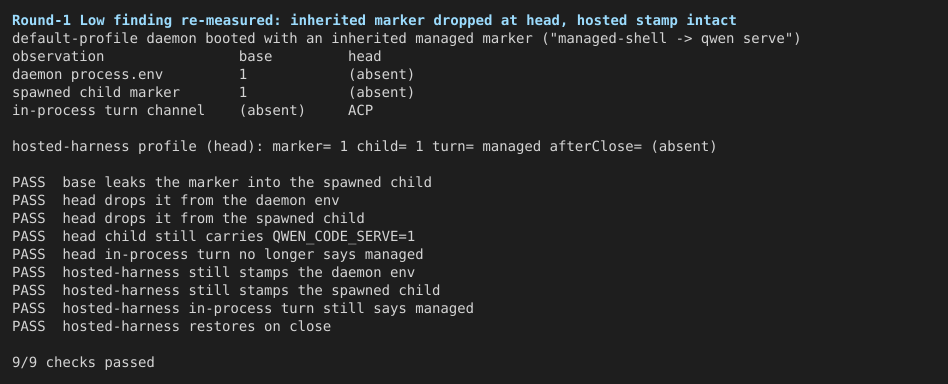 Round-1 Low finding re-measured: inherited marker dropped at head, hosted stamp intact
default-profile daemon booted with an inherited managed marker ("managed-shell -> qwen serve")
observation                base         head
daemon process.env         1            (absent)
spawned child marker       1            (absent)
in-process turn channel    (absent)     ACP

hosted-harness profile (head): marker= 1 child= 1 turn= managed afterClose= (absent)

PASS  base leaks the marker into the spawned child
PASS  head drops it from the daemon env
PASS  head drops it from the spawned child
PASS  head child still carries QWEN_CODE_SERVE=1
PASS  head in-process turn no longer says managed
PASS  hosted-harness still stamps the daemon env
PASS  hosted-harness still stamps the spawned child
PASS  hosted-harness in-process turn still says managed
PASS  hosted-harness restores on close

9/9 checks passed